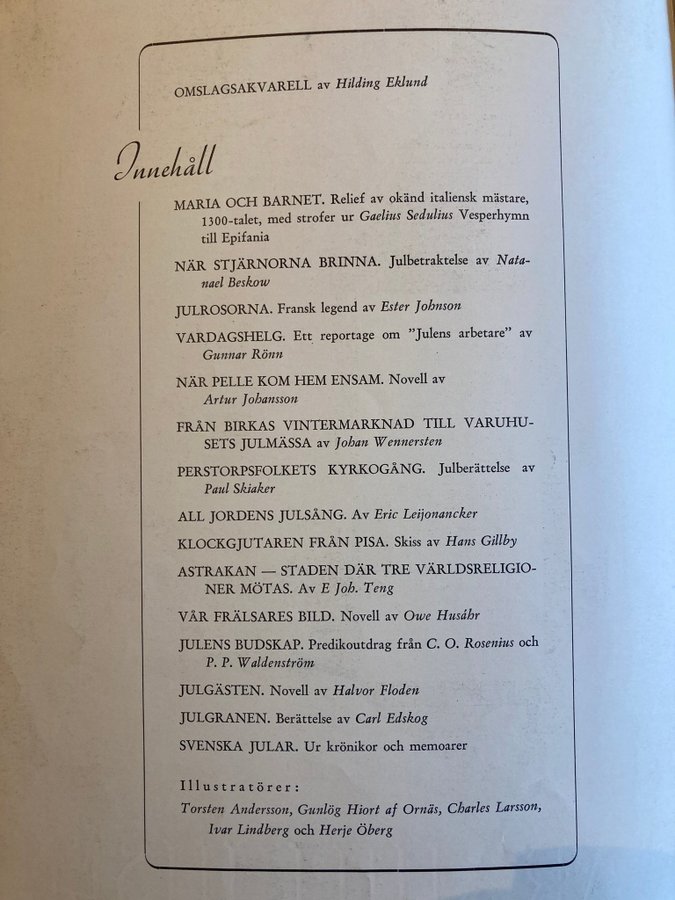 OMSLAGSAKVARELL av Hilding Eklund
Innehåll
MARIA OCH BARNET. Relief av okänd italiensk mästare,
1300-talet, med strofer ur Gaelius Sedulius Vesperhymn
till Epifania
NÄR STJÄRNORNA BRINNA. Julbetraktelse av Nata-
nael Beskow
JULROSORNA. Fransk legend av Ester Johnson
VARDAGSHELG. Ett reportage om "Julens arbetare" av
Gunnar Rönn
NÄR PELLE KOM HEM ENSAM. Novell av
Artur Johansson
FRÅN BIRKAS VINTERMARKNAD TILL VARUHU-
SETS JULMÄSSA av Johan Wennersten
PERSTORPSFOLKETS KYRKOGÅNG. Julberättelse av
Paul Skiaker
ALL JORDENS JULSÅNG. Av Eric Leijonancker
KLOCKGJUTAREN FRÅN PISA. Skiss av Hans Gillby
ASTRAKAN — STADEN DÄR TRE VÄRLDSRELIGIO-
NER MÖTAS. Av E Joh. Teng
VÅR FRÄLSARES BILD. Novell av Owe Husáhr
JULENS BUDSKAP. Predikoutdrag från C. O. Rosenius och
P. P. Waldenström
JULGÄSTEN. Novell av Halvor Floden
JULGRANEN. Berättelse av Carl Edskog
SVENSKA JULAR. Ur krönikor och memoarer
Illustratörer:
Torsten Andersson, Gunlög Hiort af Ornäs, Charles Larsson,
Ivar Lindberg och Herje Öberg